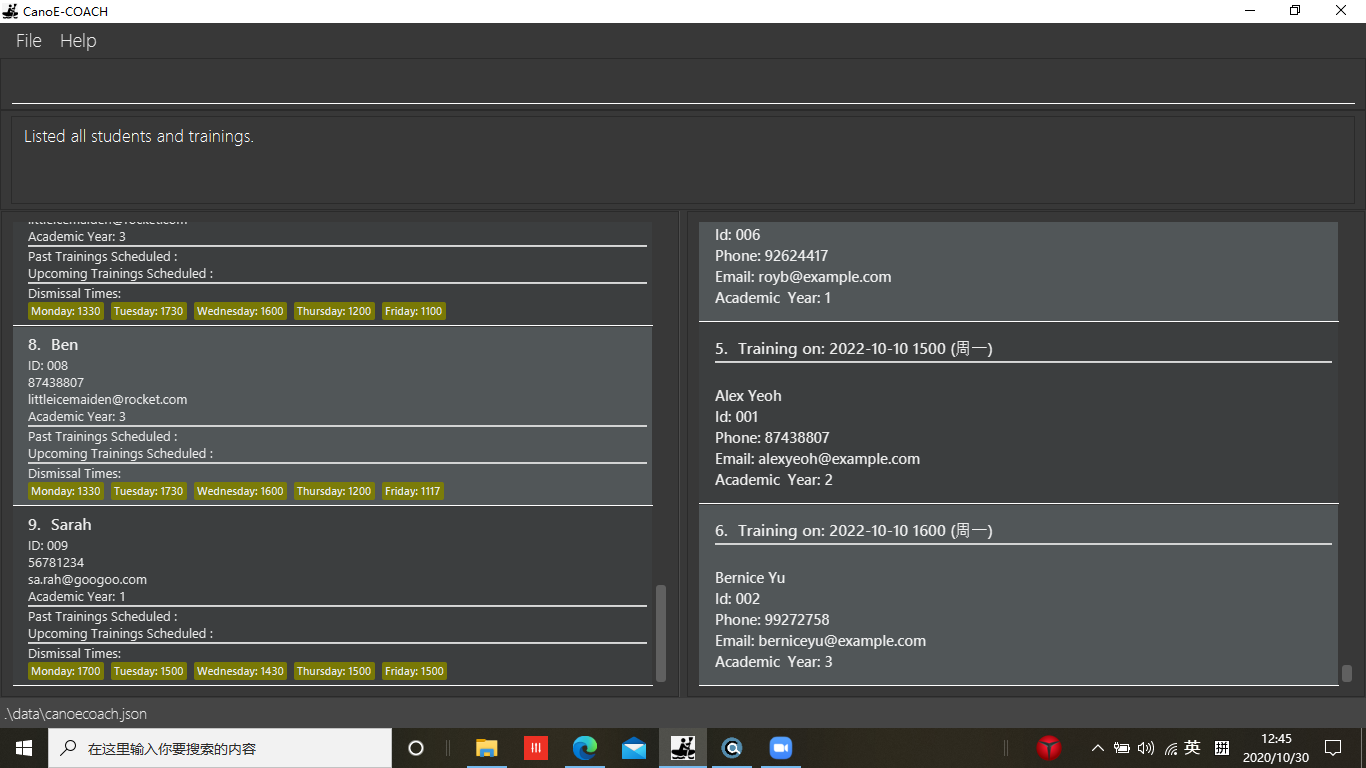 CanoE-COACH
File Help
Listed all students and trainings.
littleicemaiden@rocket.com
Academic Year: 3
Past Trainings Scheduled :
Upcoming Trainings Scheduled :
Dismissal Times:
Monday: 1330 Tuesday: 1730 Wednesday: 1600 Thursday: 1200 Friday: 1100
8. Ben
ID: 008
87438807
littleicemaiden@rocket.com
Academic Year: 3
Past Trainings Scheduled :
Upcoming Trainings Scheduled :
Dismissal Times:
Monday: 1330 Tuesday: 1730 Wednesday: 1600 Thursday: 1200 Friday: 1117
9. Sarah
ID: 009
56781234
sa.rah@googoo.com
Academic Year: 1
Past Trainings Scheduled :
Upcoming Trainings Scheduled :
Dismissal Times:
Monday: 1700 Tuesday: 1500 Wednesday: 1430 Thursday: 1500 Friday: 1500
Id: 006
Phone: 92624417
Email: royb@example.com
Academic Year: 1
5. Training on: 2022-10-10 1500 (周一)
Alex Yeoh
Id: 001
Phone: 87438807
Email: alexyeoh@example.com
Academic Year: 2
6. Training on: 2022-10-10 1600 (周一)
Bernice Yu
Id: 002
Phone: 99272758
Email: berniceyu@example.com
Academic Year: 3
.\data\canoecoach.json
在这里输入你要搜索的内容
英 拼
12:45
2020/10/30